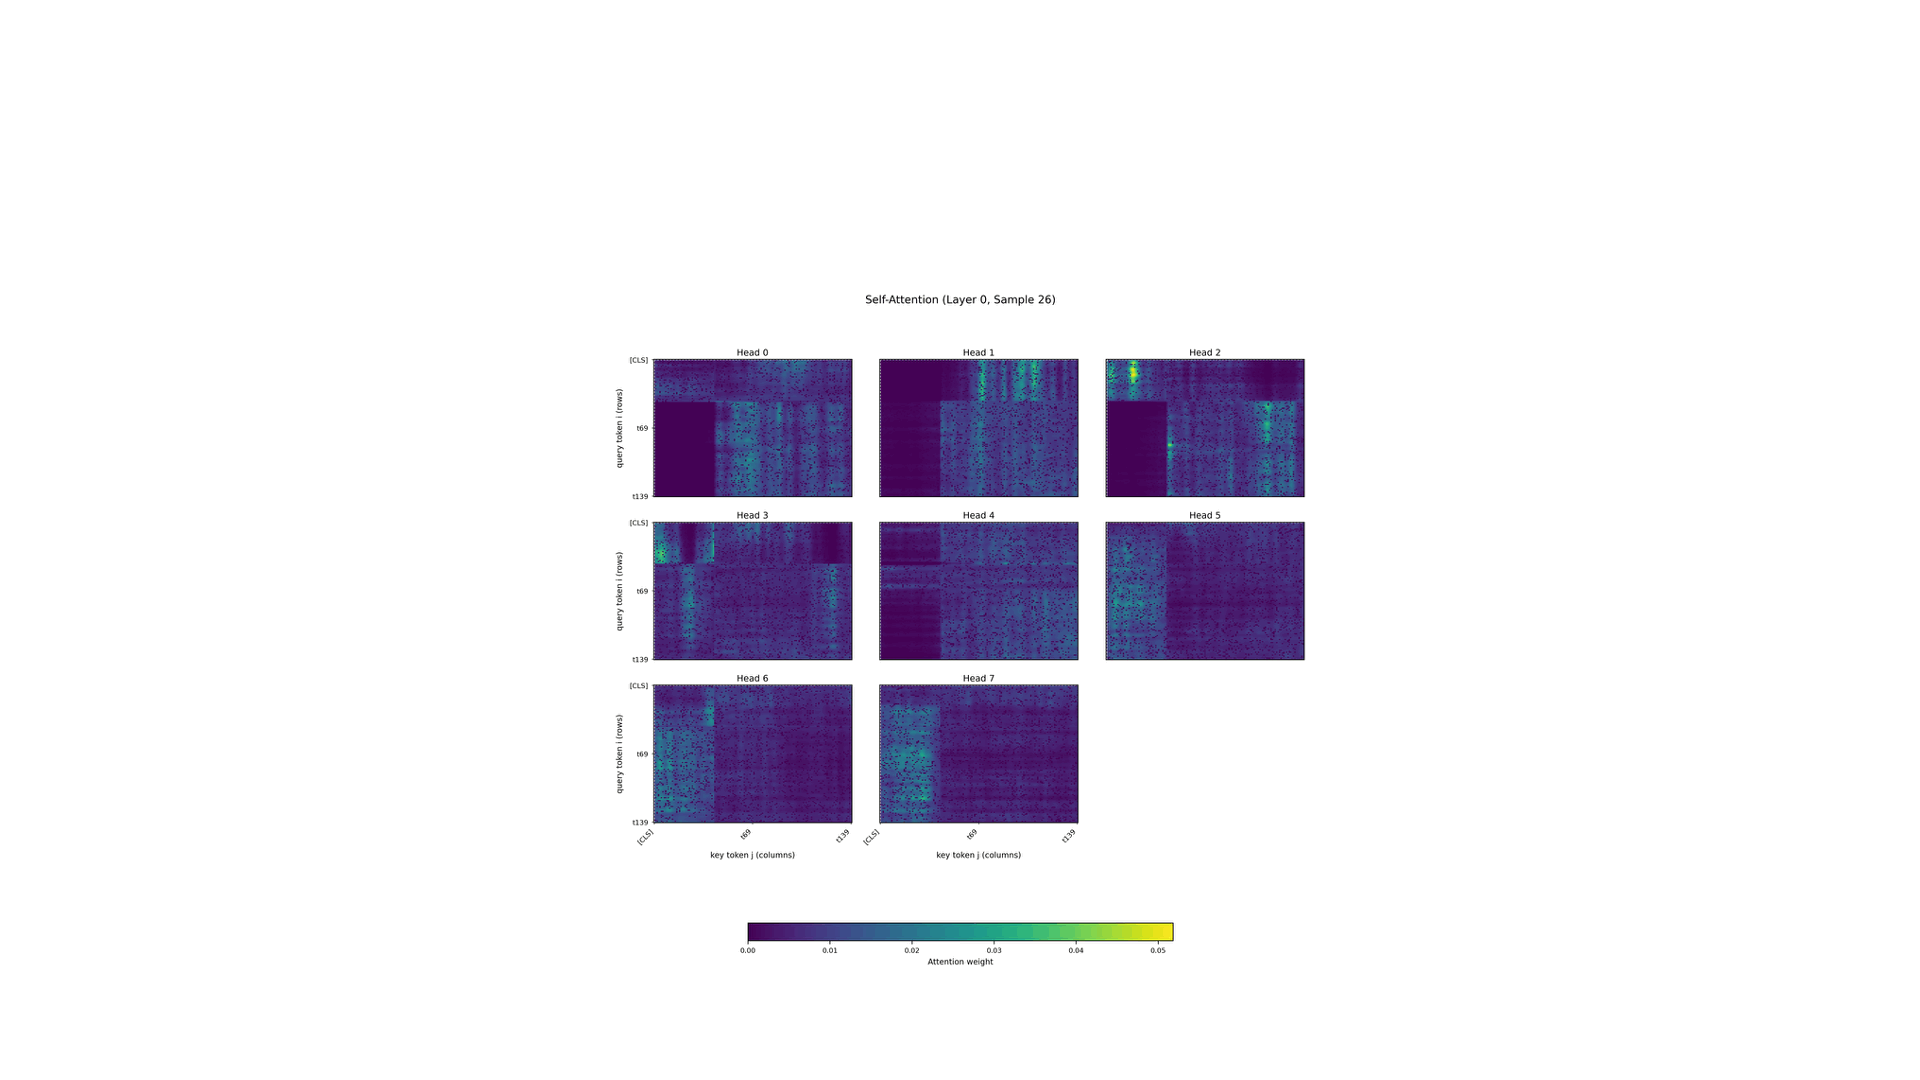 Self-Attention (Layer 0, Sample 26)
Head 0
Head 1
Head 2
[CLS]
t69
t139
query token i (rows)
Head 3
Head 4
Head 5
[CLS]
t69
t139
query token i (rows)
Head 6
Head 7
[CLS]
t69
t139
query token i (rows)
[CLS]
t69
t139
[CLS]
t69
t139
key token j (columns)
key token j (columns)
0.00
0.01
0.02
0.03
0.04
0.05
Attention weight